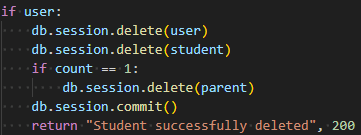 if user:
    db.session.delete(user)
    db.session.delete(student)
    if count == 1:
        db.session.delete(parent)
    db.session.commit()
    return "Student successfully deleted", 200